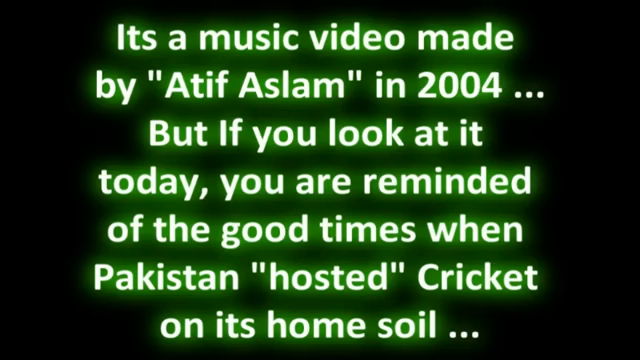 Its a music video made
by "Atif Aslam" in 2004 ...
But If you look at it
today, you are reminded
of the good times when
Pakistan "hosted" Cricket
on its home soil ...